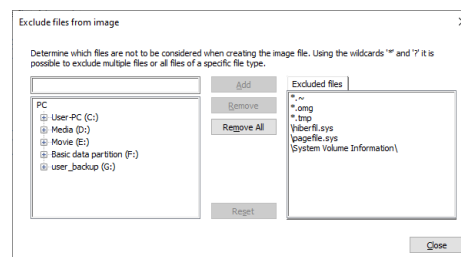 Exclude files from image
Determine which files are not to be considered when creating the image file. Using the wildcards '*' and '?' it is
possible to exclude multiple files or all files of a specific file type.
Add
Remove
Remove All
Reset
PC
User-PC (C:)
Media (D:)
Movie (E:)
Basic data partition (F:)
user_backup (G:)
Excluded files
*.~
*.omg
*.tmp
\hiberfil.sys
\pagefile.sys
\System Volume Information\
Close